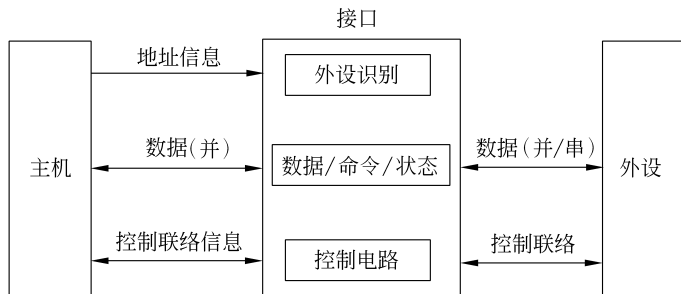 接口
地址信息
外设识别
主机
数据(并)
数据/命令/状态
数据(并/串)
外设
控制联络信息
控制电路
控制联络